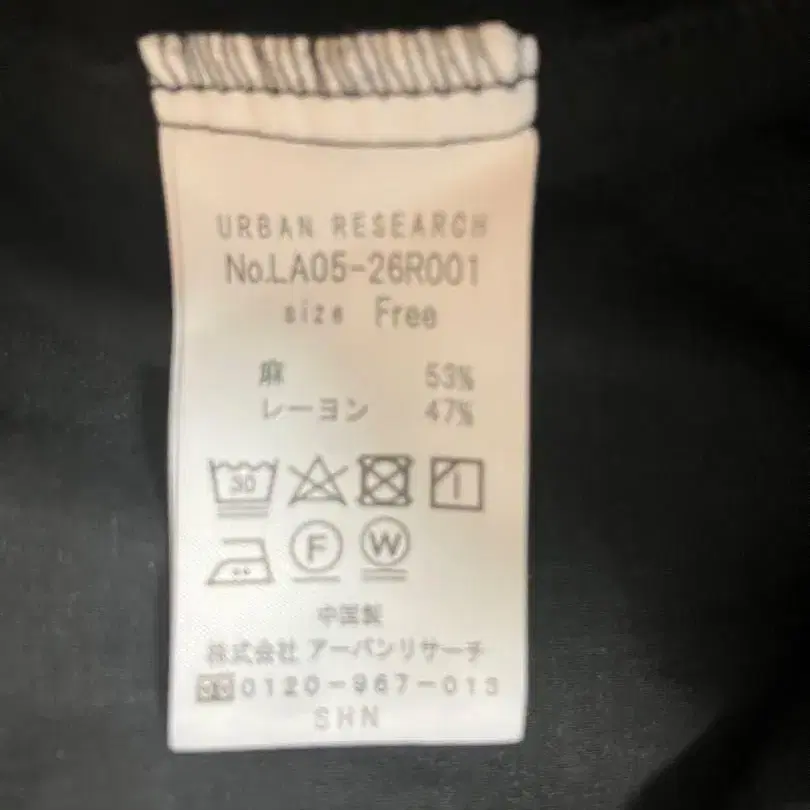 URBAN RESEARCH
No.LA05-26R001
size Free
麻 53%
レーヨン 47%
30
F W
中国製
株式会社 アーバンリサーチ
0120-967-013
SHN